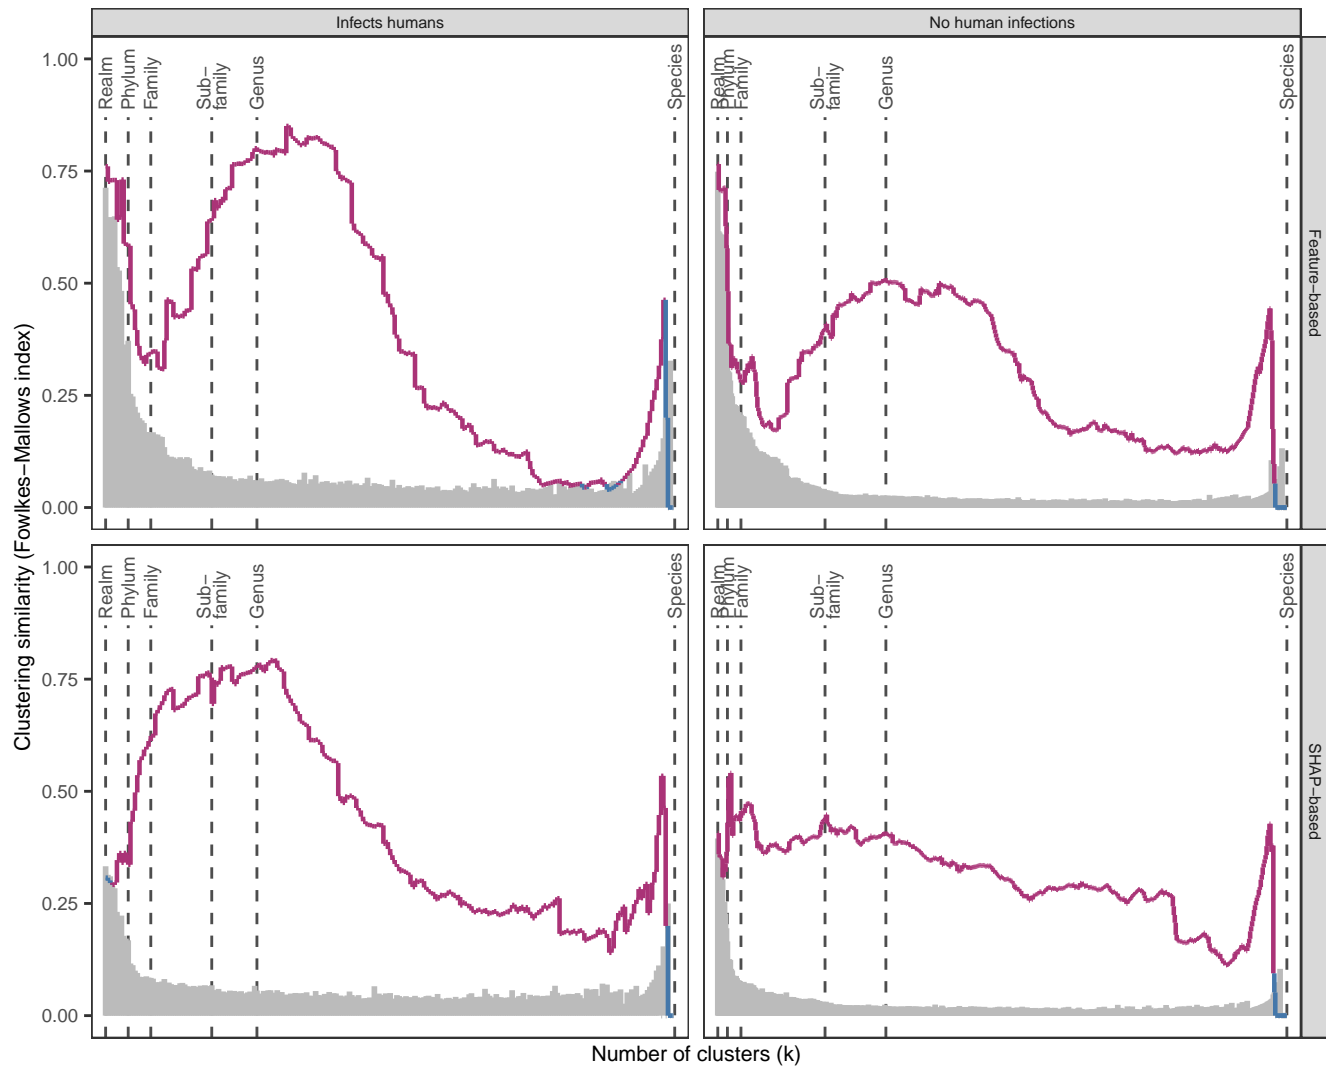 Infects humans
No human infections
1.00
0.75
0.50
0.25
0.00
Realm
Phylum
Family
Sub−
family
Genus
Species
Realm
Phylum
Family
Sub−
family
Genus
Species
Feature−based
1.00
0.75
0.50
0.25
0.00
Realm
Phylum
Family
Sub−
family
Genus
Species
Realm
Phylum
Family
Sub−
family
Genus
Species
SHAP−based
Clustering similarity (Fowlkes−Mallows index)
Number of clusters (k)